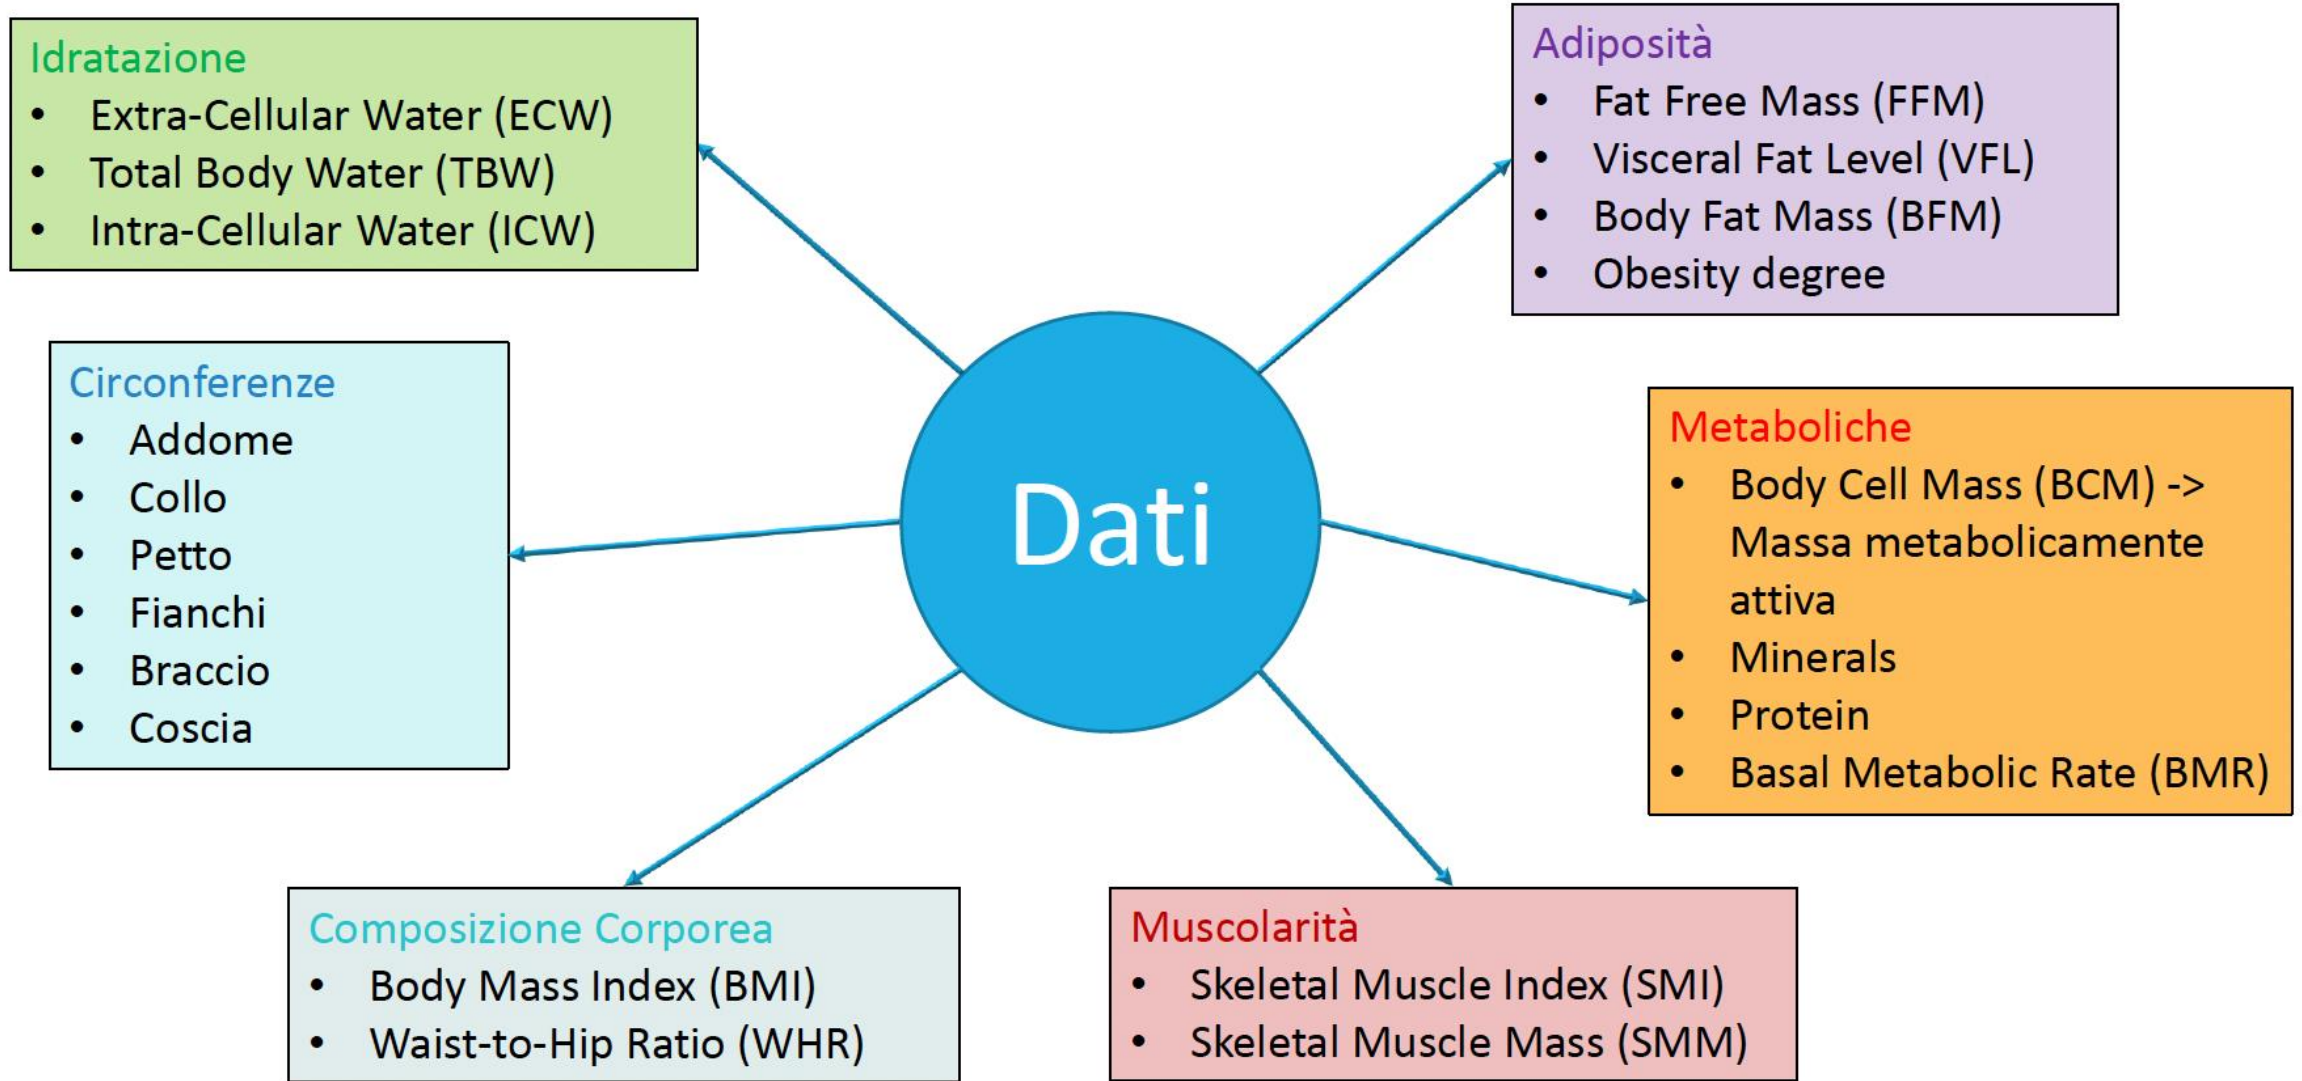 Idratazione
• Extra-Cellular Water (ECW)
• Total Body Water (TBW)
• Intra-Cellular Water (ICW)
Adiposità
• Fat Free Mass (FFM)
• Visceral Fat Level (VFL)
• Body Fat Mass (BFM)
• Obesity degree
Circonferenze
• Addome
• Collo
• Petto
• Fianchi
• Braccio
• Coscia
Dati
Metaboliche
• Body Cell Mass (BCM) ->
Massa metabolicamente
attiva
• Minerals
• Protein
• Basal Metabolic Rate (BMR)
Composizione Corporea
• Body Mass Index (BMI)
• Waist-to-Hip Ratio (WHR)
Muscolarità
• Skeletal Muscle Index (SMI)
• Skeletal Muscle Mass (SMM)